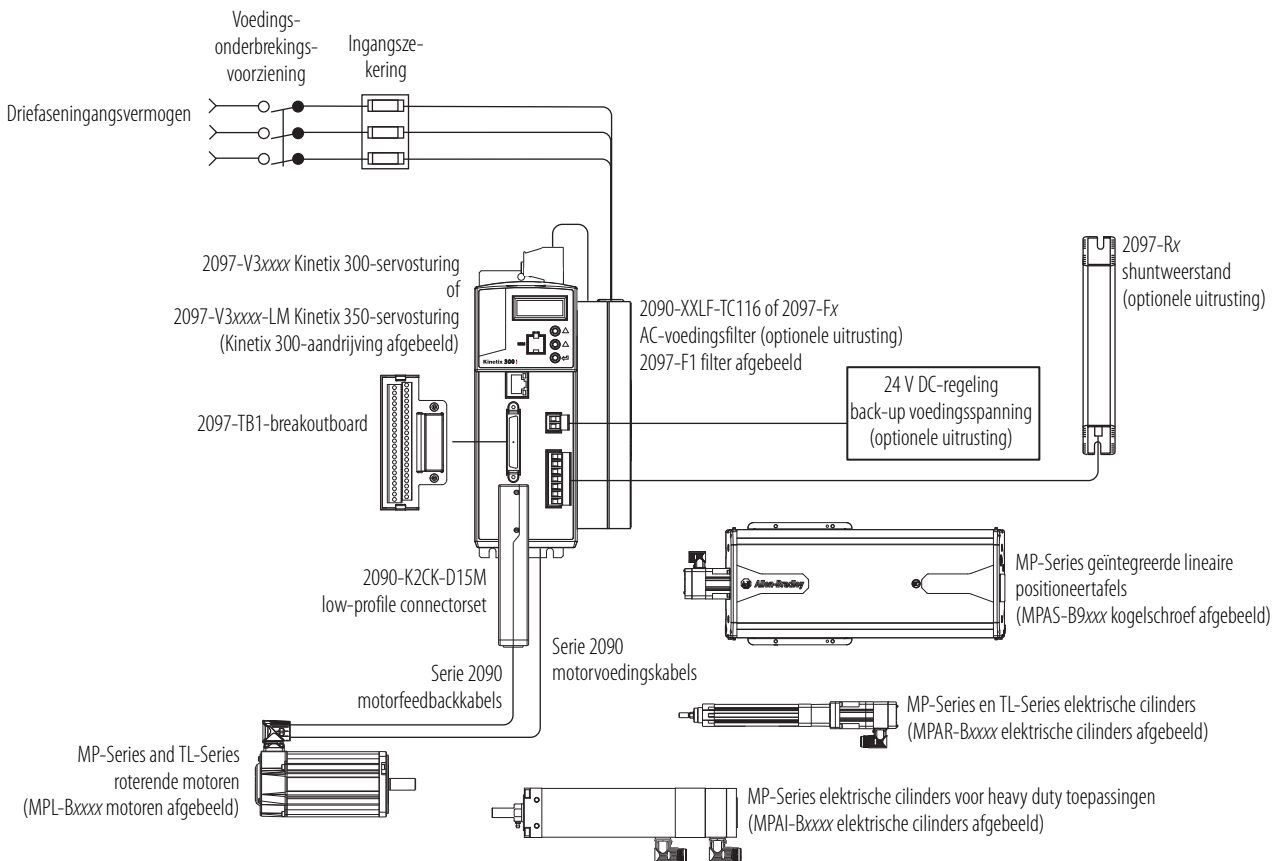 Voedings-
onderbrekings-
voorziening
Ingangsze-
kering
Driefaseningangsvermogen
2097-V3xxxx Kinetix 300-servosturing
of
2097-V3xxxx-LM Kinetix 350-servosturing
(Kinetix 300-aandrijving afgebeeld)
Kinetix 300
2090-XXLF-TC116 of 2097-Fx
AC-voedingsfilter (optionele uitrusting)
2097-F1 filter afgebeeld
2097-Rx
shuntweerstand
(optionele uitrusting)
24 V DC-regeling
back-up voedingsspanning
(optionele uitrusting)
2097-TB1-breakoutboard
2090-K2CK-D15M
low-profile connectorset
Allen-Bradley
MP-Series geïntegreerde lineaire
positioneertafels
(MPAS-B9xxx kogelschroef afgebeeld)
Serie 2090
motorfeedbackkabels
Serie 2090
motorvoedingskabels
MP-Series en TL-Series elektrische cilinders
(MPAR-Bxxxx elektrische cilinders afgebeeld)
MP-Series and TL-Series
roterende motoren
(MPL-Bxxxx motoren afgebeeld)
MP-Series elektrische cilinders voor heavy duty toepassingen
(MPAI-Bxxxx elektrische cilinders afgebeeld)